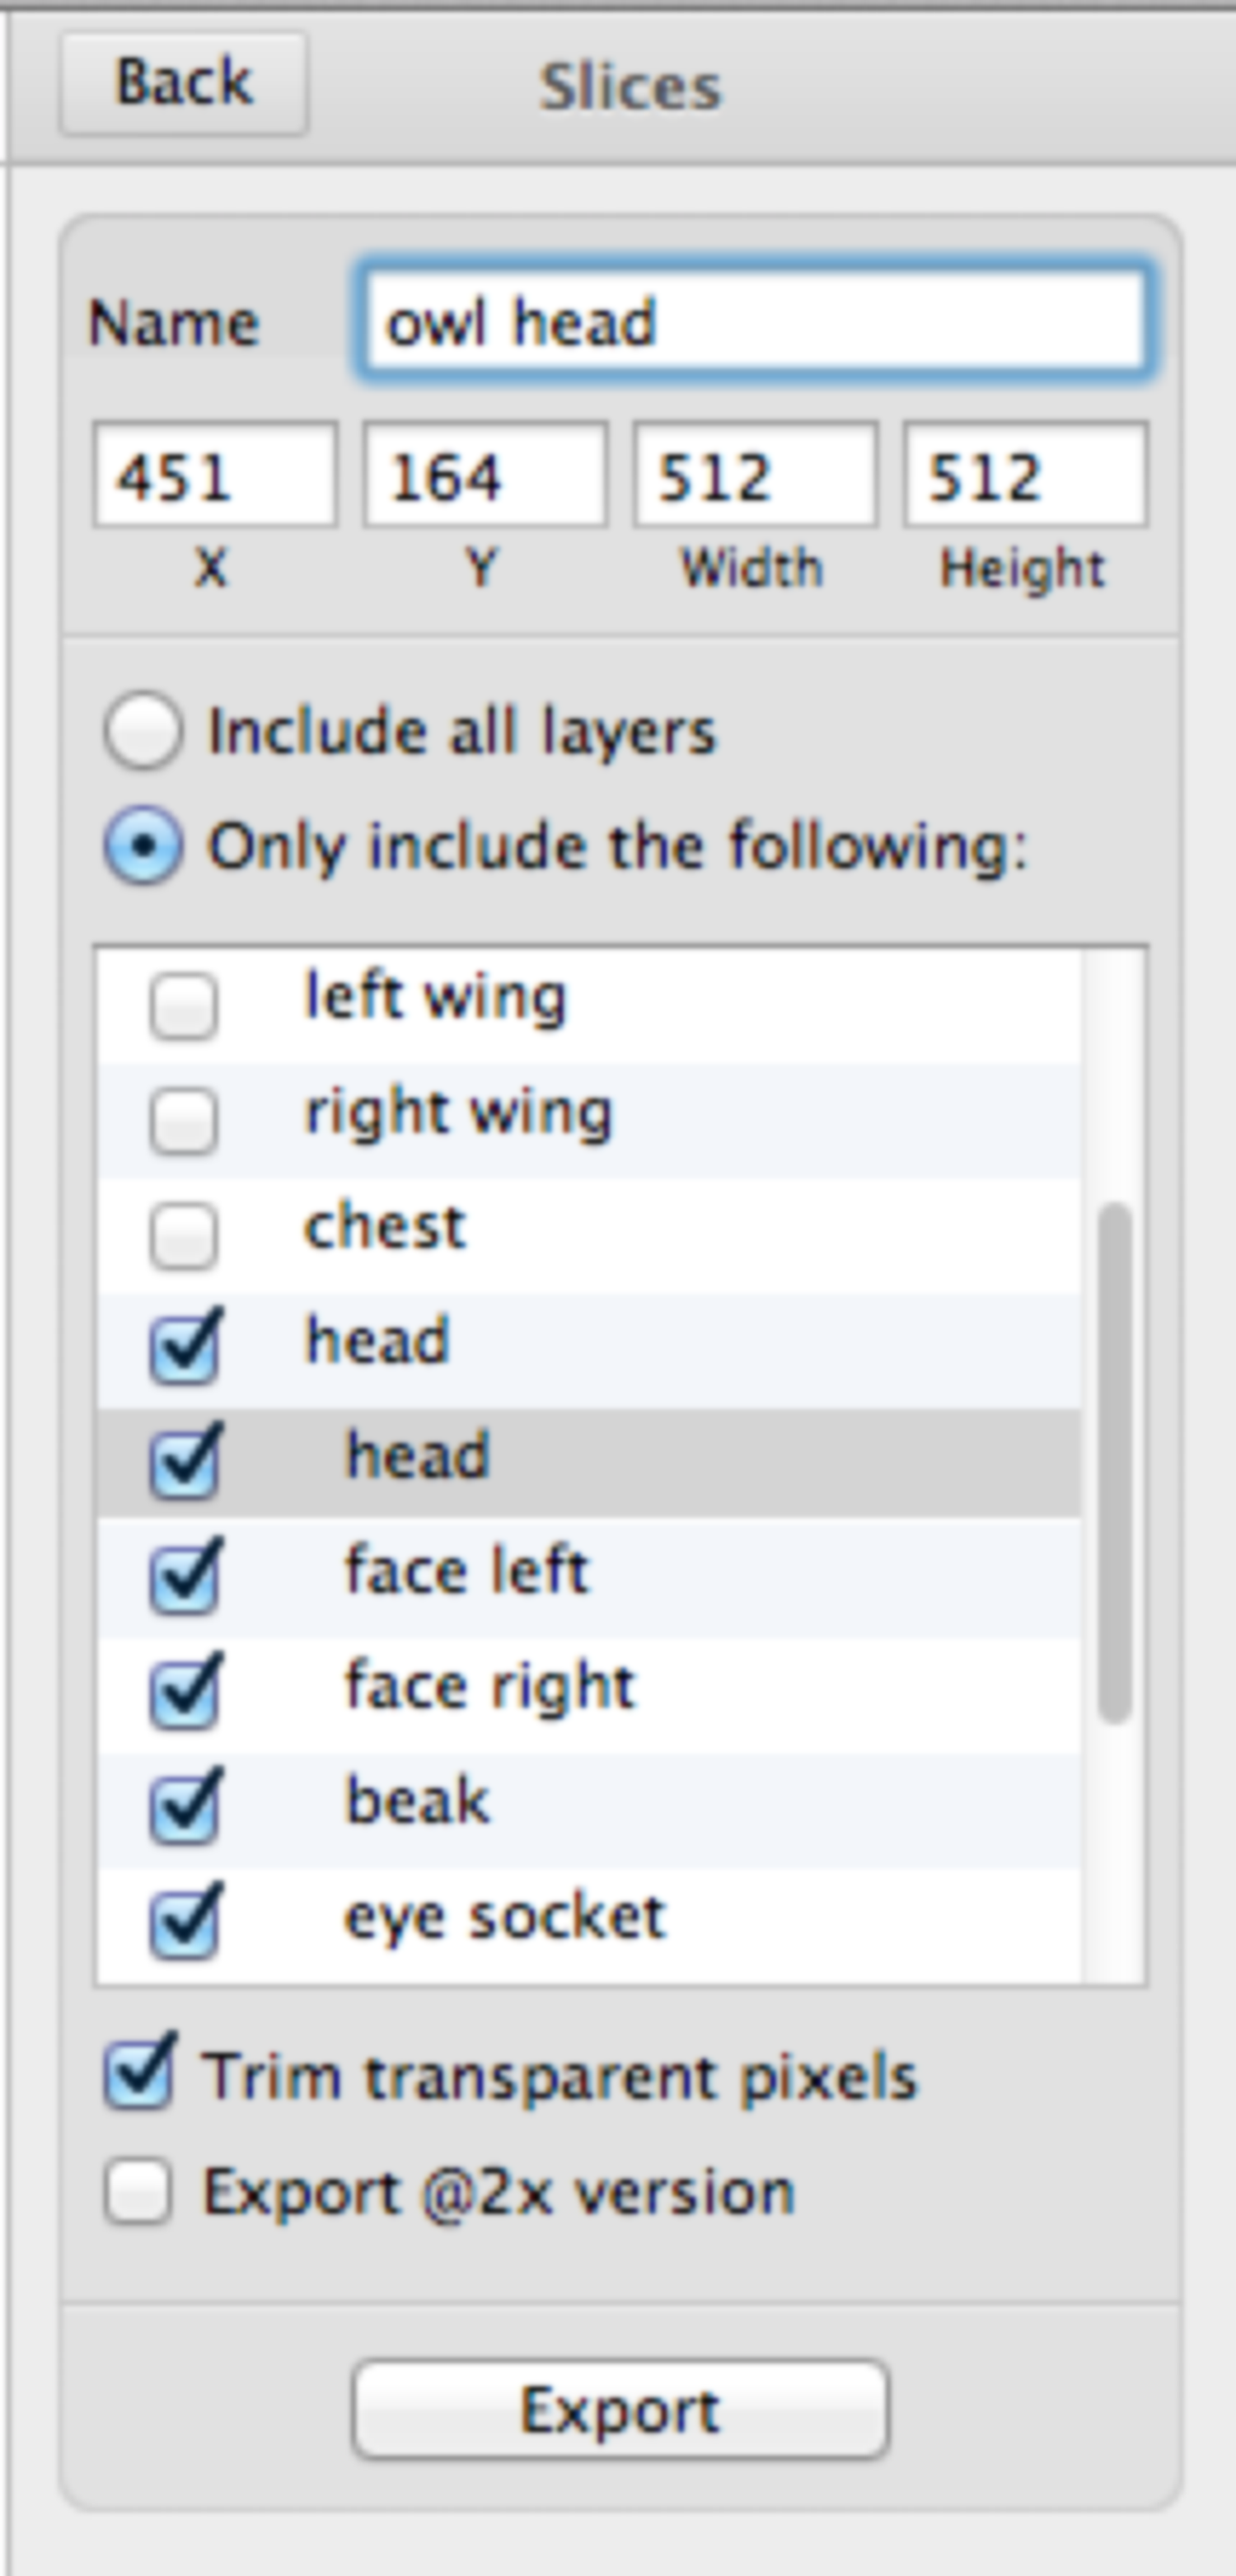 Back Slices
Name owl head
451 164 512 512
X Y Width Height
Include all layers
Only include the following:
left wing
right wing
chest
head
head
face left
face right
beak
eye socket
Trim transparent pixels
Export @2x version
Export